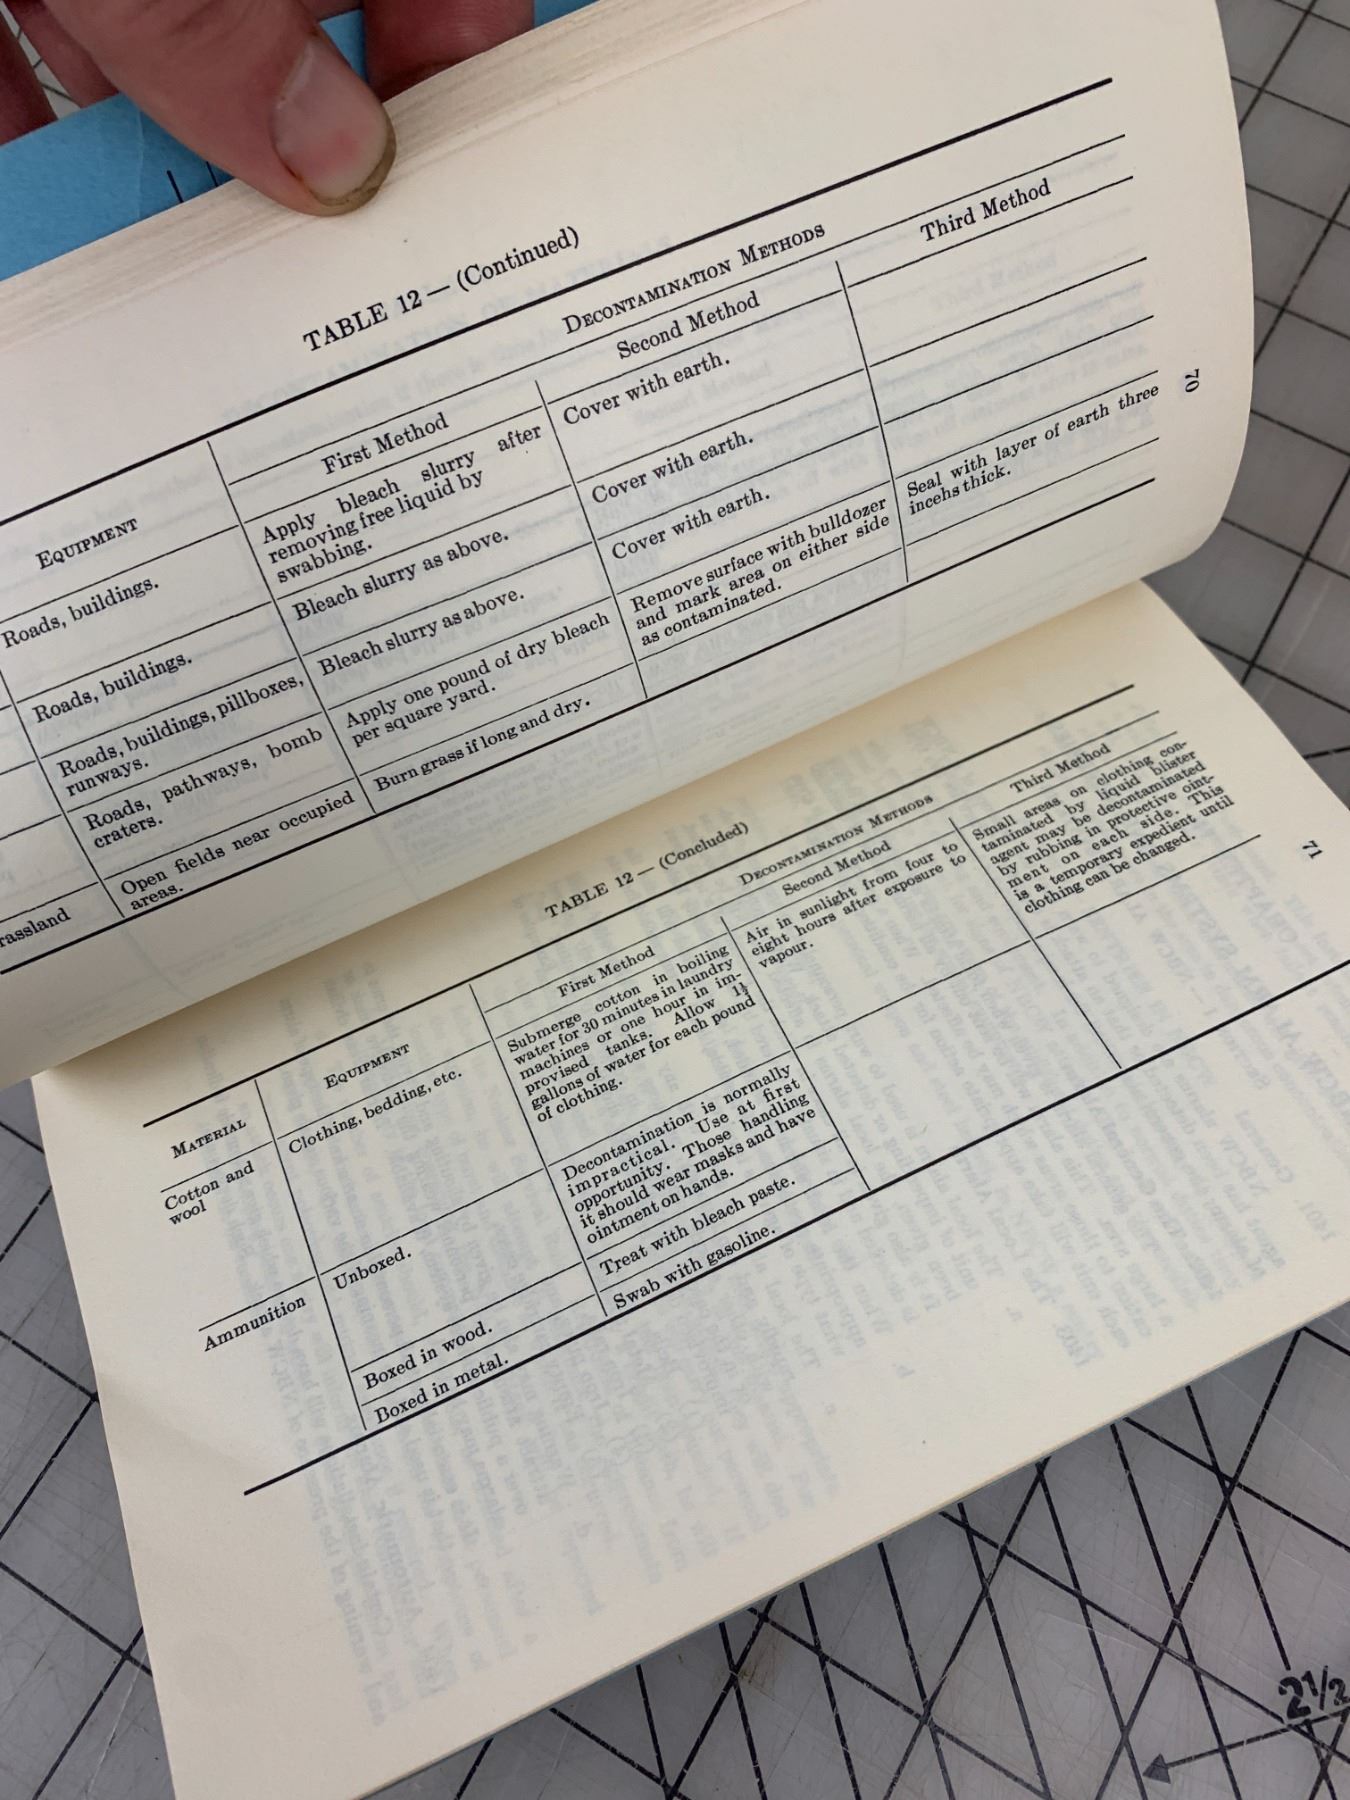 TABLE 12 — (Continued)
DECONTAMINATION METHODS
EQUIPMENT
First Method
Second Method
Third Method
Roads, buildings.
Apply bleach slurry after
removing free liquid by
swabbing.
Cover with earth.
Roads, buildings.
Bleach slurry as above.
Cover with earth.
Roads, buildings, pillboxes,
runways.
Bleach slurry as above.
Cover with earth.
Roads, pathways, bomb
craters.
Apply one pound of dry bleach
per square yard.
Remove surface with bulldozer
and mark area on either side
as contaminated.
Seal with layer of earth three
incehs thick.
rassland
Open fields near occupied
areas.
Burn grass if long and dry.
70
TABLE 12 — (Concluded)
DECONTAMINATION METHODS
MATERIAL
EQUIPMENT
First Method
Second Method
Third Method
Cotton and
wool
Clothing, bedding, etc.
Submerge cotton in boiling
water for 30 minutes in laundry
machines or one hour in im-
provised tanks. Allow 1½
gallons of water for each pound
of clothing.
Air in sunlight from four to
eight hours after exposure to
vapour.
Small areas on clothing con-
taminated by liquid blister
agent may be decontaminated
by rubbing in protective oint-
ment on each side. This
is a temporary expedient until
clothing can be changed.
Ammunition
Unboxed.
Decontamination is normally
impractical. Use at first
opportunity. Those handling
it should wear masks and have
ointment on hands.
Boxed in wood.
Treat with bleach paste.
Boxed in metal.
Swab with gasoline.
71
2½